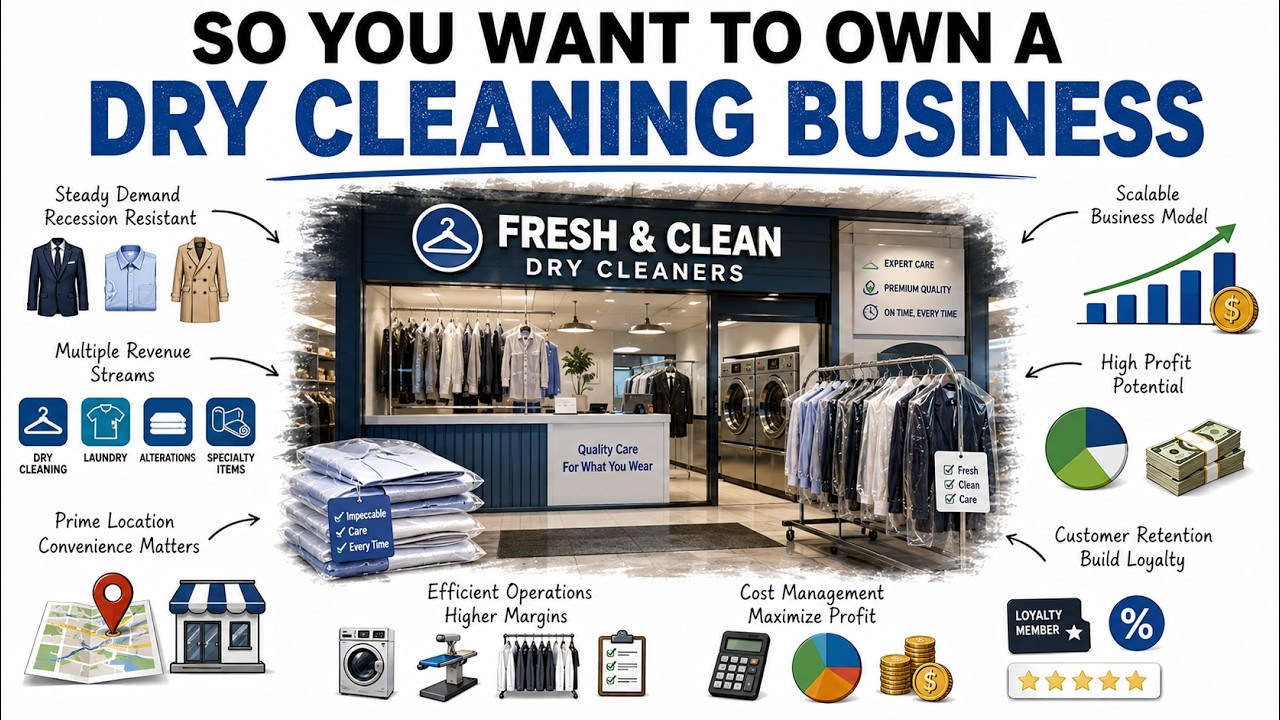 SO YOU WANT TO OWN A
DRY CLEANING BUSINESS
Steady Demand
Recession Resistant
Multiple Revenue
Streams
DRY
CLEANING
LAUNDRY
ALTERATIONS
SPECIALTY
ITEMS
Prime Location
Convenience Matters
FRESH & CLEAN
DRY CLEANERS
EXPERT CARE
PREMIUM QUALITY
ON TIME, EVERY TIME
Quality Care
For What You Wear
Impeccable
Care
Every Time
Fresh
Clean
Care
Scalable
Business Model
$
High Profit
Potential
Customer Retention
Build Loyalty
LOYALTY
MEMBER
%
Efficient Operations
Higher Margins
Cost Management
Maximize Profit
$